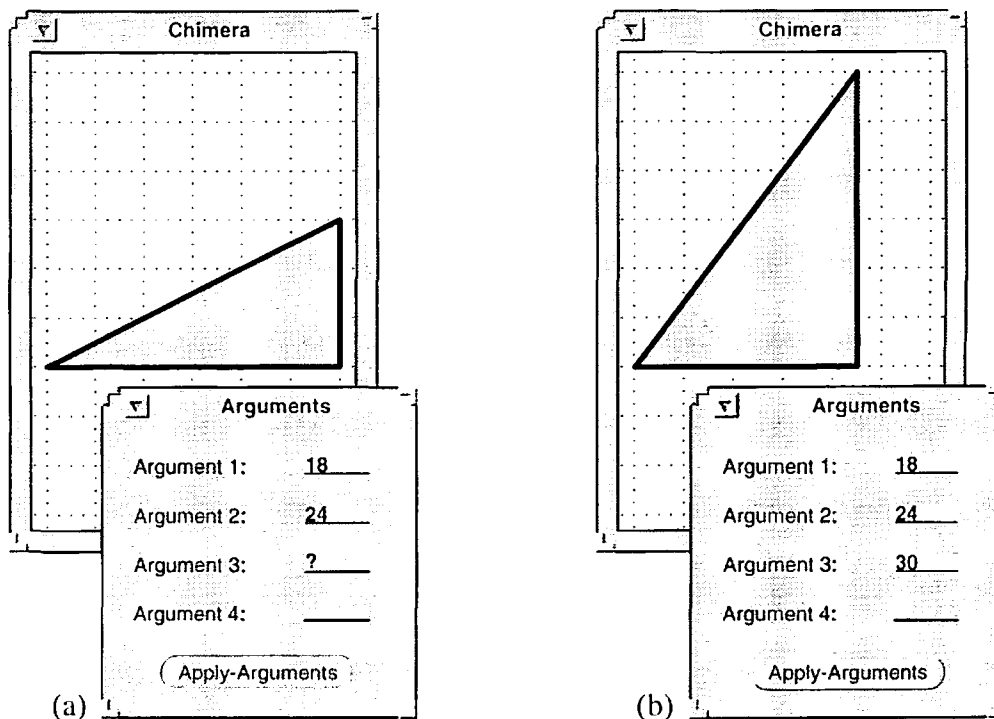 Chimera
Arguments
Argument 1: 18
Argument 2: 24
Argument 3: ?
Argument 4:
Apply-Arguments
(a)
Chimera
Arguments
Argument 1: 18
Argument 2: 24
Argument 3: 30
Argument 4:
Apply-Arguments
(b)